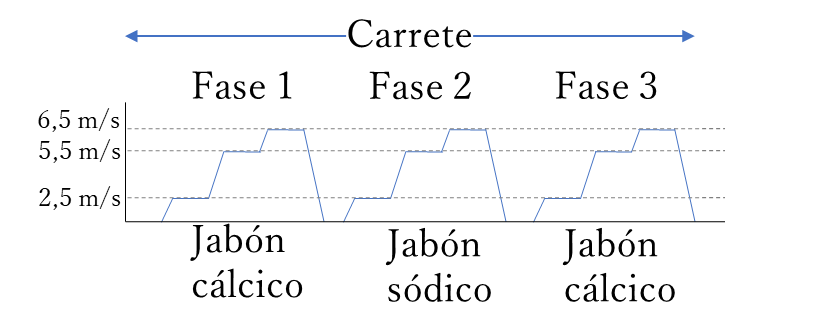 Carrete
Fase 1 Fase 2 Fase 3
6,5 m/s
5,5 m/s
2,5 m/s
Jabón
cálcico
Jabón
sódico
Jabón
cálcico